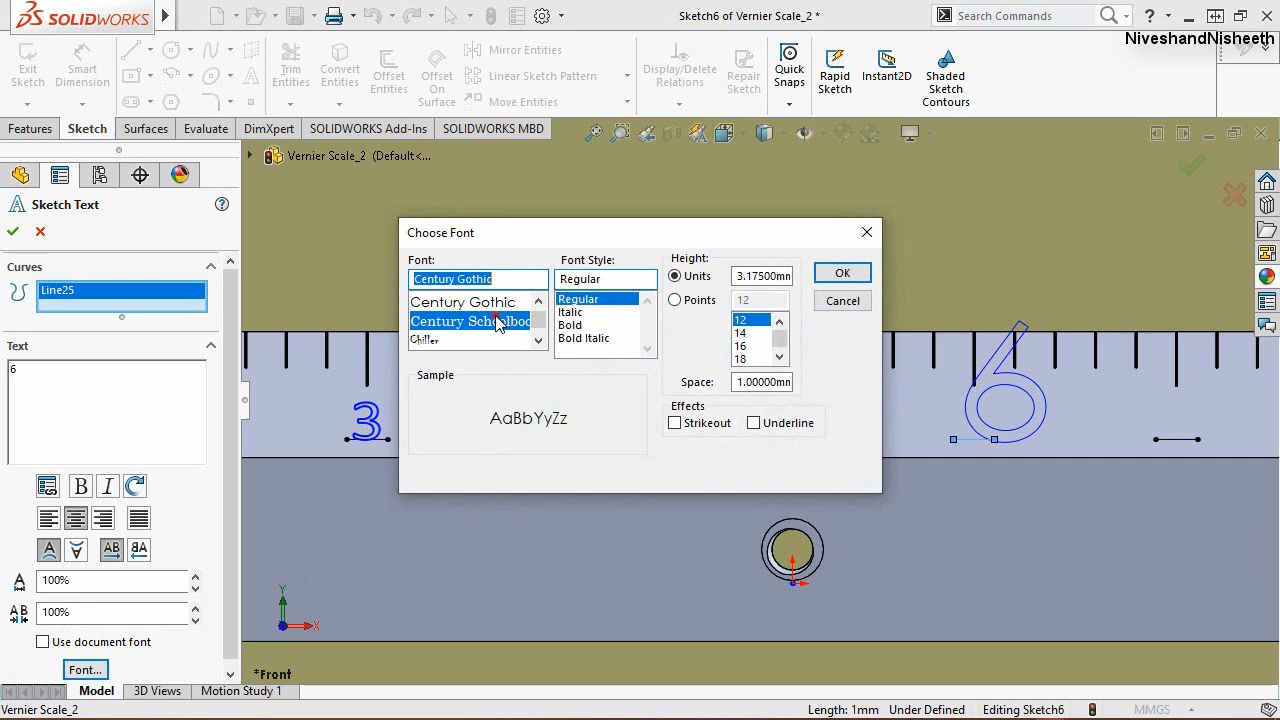 SOLIDWORKS
Sketch6 of Vernier Scale_2 *
Search Commands
NiveshandNisheeth
Exit Sketch
Smart Dimension
Trim Entities
Convert Entities
Offset Entities
Offset On Surface
Mirror Entities
Linear Sketch Pattern
Move Entities
Display/Delete Relations
Repair Sketch
Quick Snaps
Rapid Sketch
Instant2D
Shaded Sketch Contours
Features
Sketch
Surfaces
Evaluate
DimXpert
SOLIDWORKS Add-Ins
SOLIDWORKS MBD
Vernier Scale_2 (Default<...
Sketch Text
Curves
Line25
Text
6
B
I
AB
100%
AB
100%
Use document font
Font...
Choose Font
Font:
Century Gothic
Century Gothic
Century Schoolboo
Chiller
Font Style:
Regular
Regular
Italic
Bold
Bold Italic
Height:
Units
3.17500mm
Points
12
12
14
16
18
Space:
1.00000mm
OK
Cancel
Sample
AaBbYyZz
Effects
Strikeout
Underline
3
6
Y
X
*Front
Model
3D Views
Motion Study 1
Vernier Scale_2
Length: 1mm
Under Defined
Editing Sketch6
MMGS